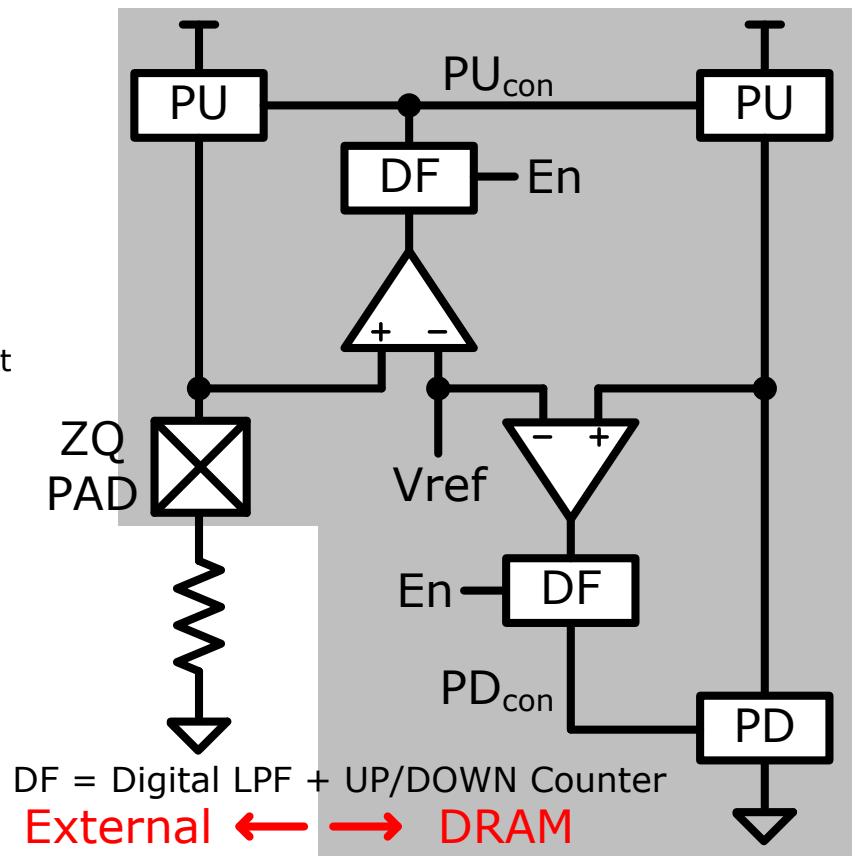 PUcon
PU
PU
DF
En
+
−
t
ZQ
PAD
Vref
−
+
En
DF
PDcon
PD
DF = Digital LPF + UP/DOWN Counter
External
DRAM